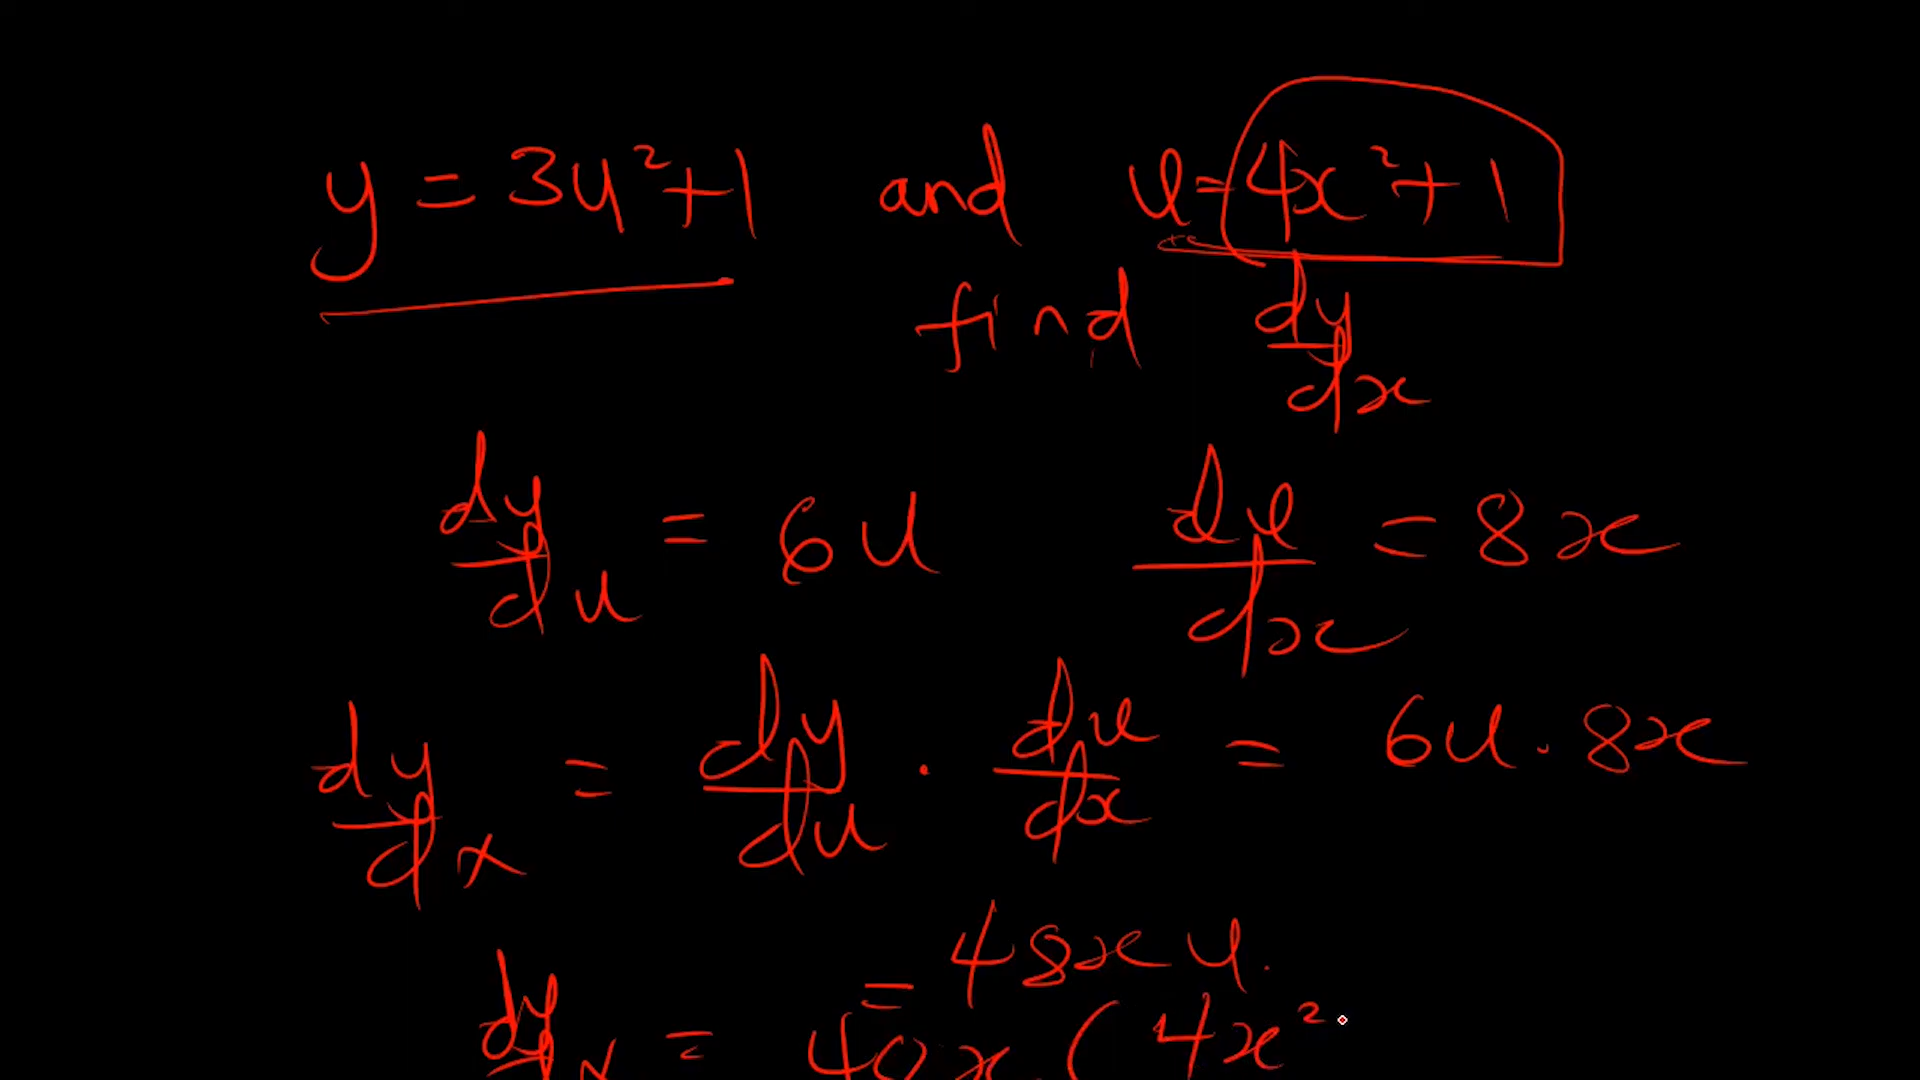 y = 3u²+1 and u = 4x²+1
find dy/dx
dy/du = 6u du/dx = 8x
dy/dx = dy/du · du/dx = 6u · 8x
= 48xu.
dy/dx = x (4x²